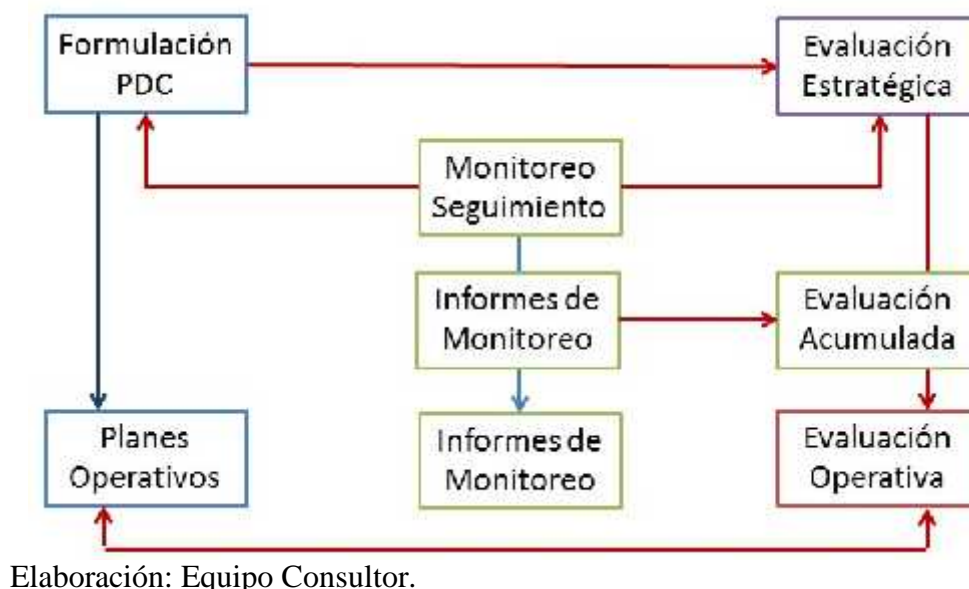 Formulación
PDC
Evaluación
Estratégica
Monitoreo
Seguimiento
Informes de
Monitoreo
Evaluación
Acumulada
Planes
Operativos
Informes de
Monitoreo
Evaluación
Operativa
Elaboración: Equipo Consultor.